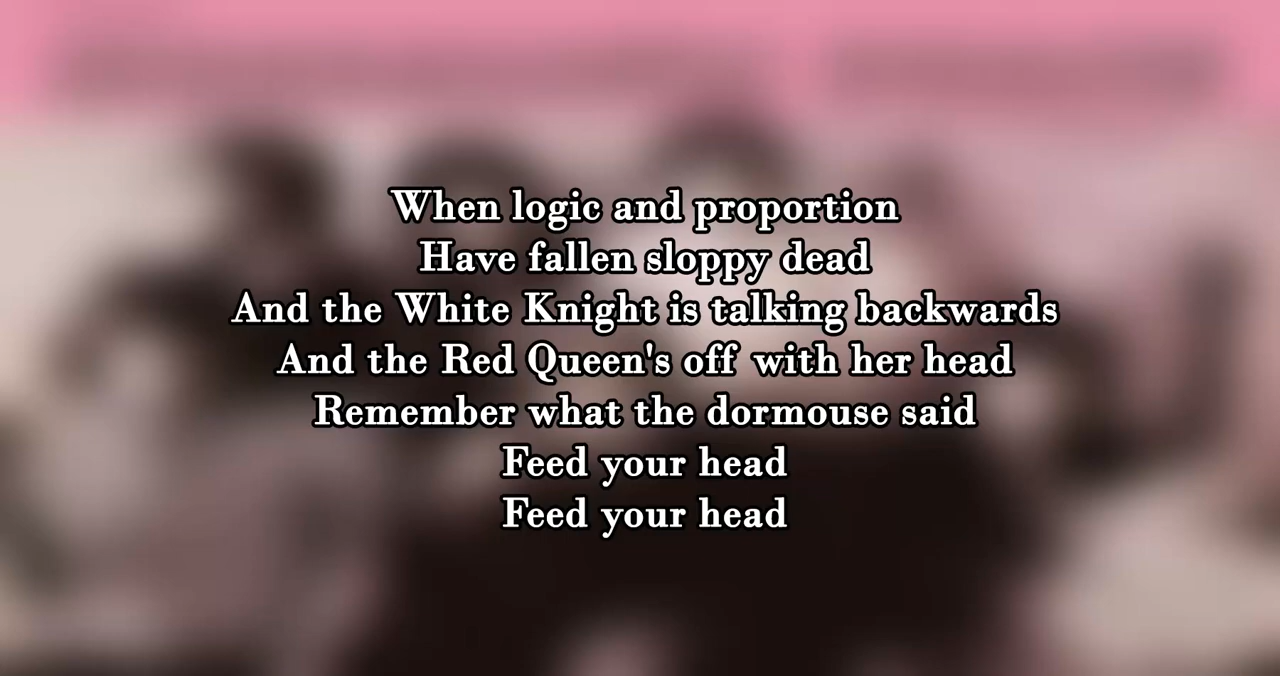 When logic and proportion
Have fallen sloppy dead
And the White Knight is talking backwards
And the Red Queen's off with her head
Remember what the dormouse said
Feed your head
Feed your head